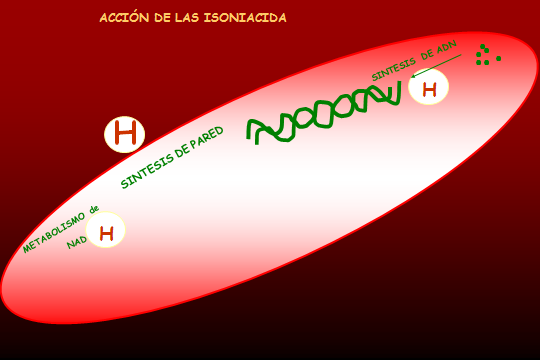 ACCIÓN DE LAS ISONIACIDA
SINTESIS DE ADN
H
H
SINTESIS DE PARED
METABOLISMO de
NAD
H